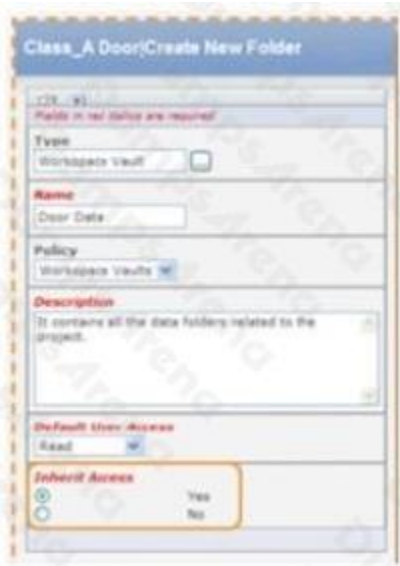 Class_A Door|Create New Folder
Fields in red italics are required
Type
Workspace Vault
Name
Door Data
Policy
Workspace Vaults
Description
It contains all the data folders related to the
project.
Default User Access
Read
Inherit Access
Yes
No